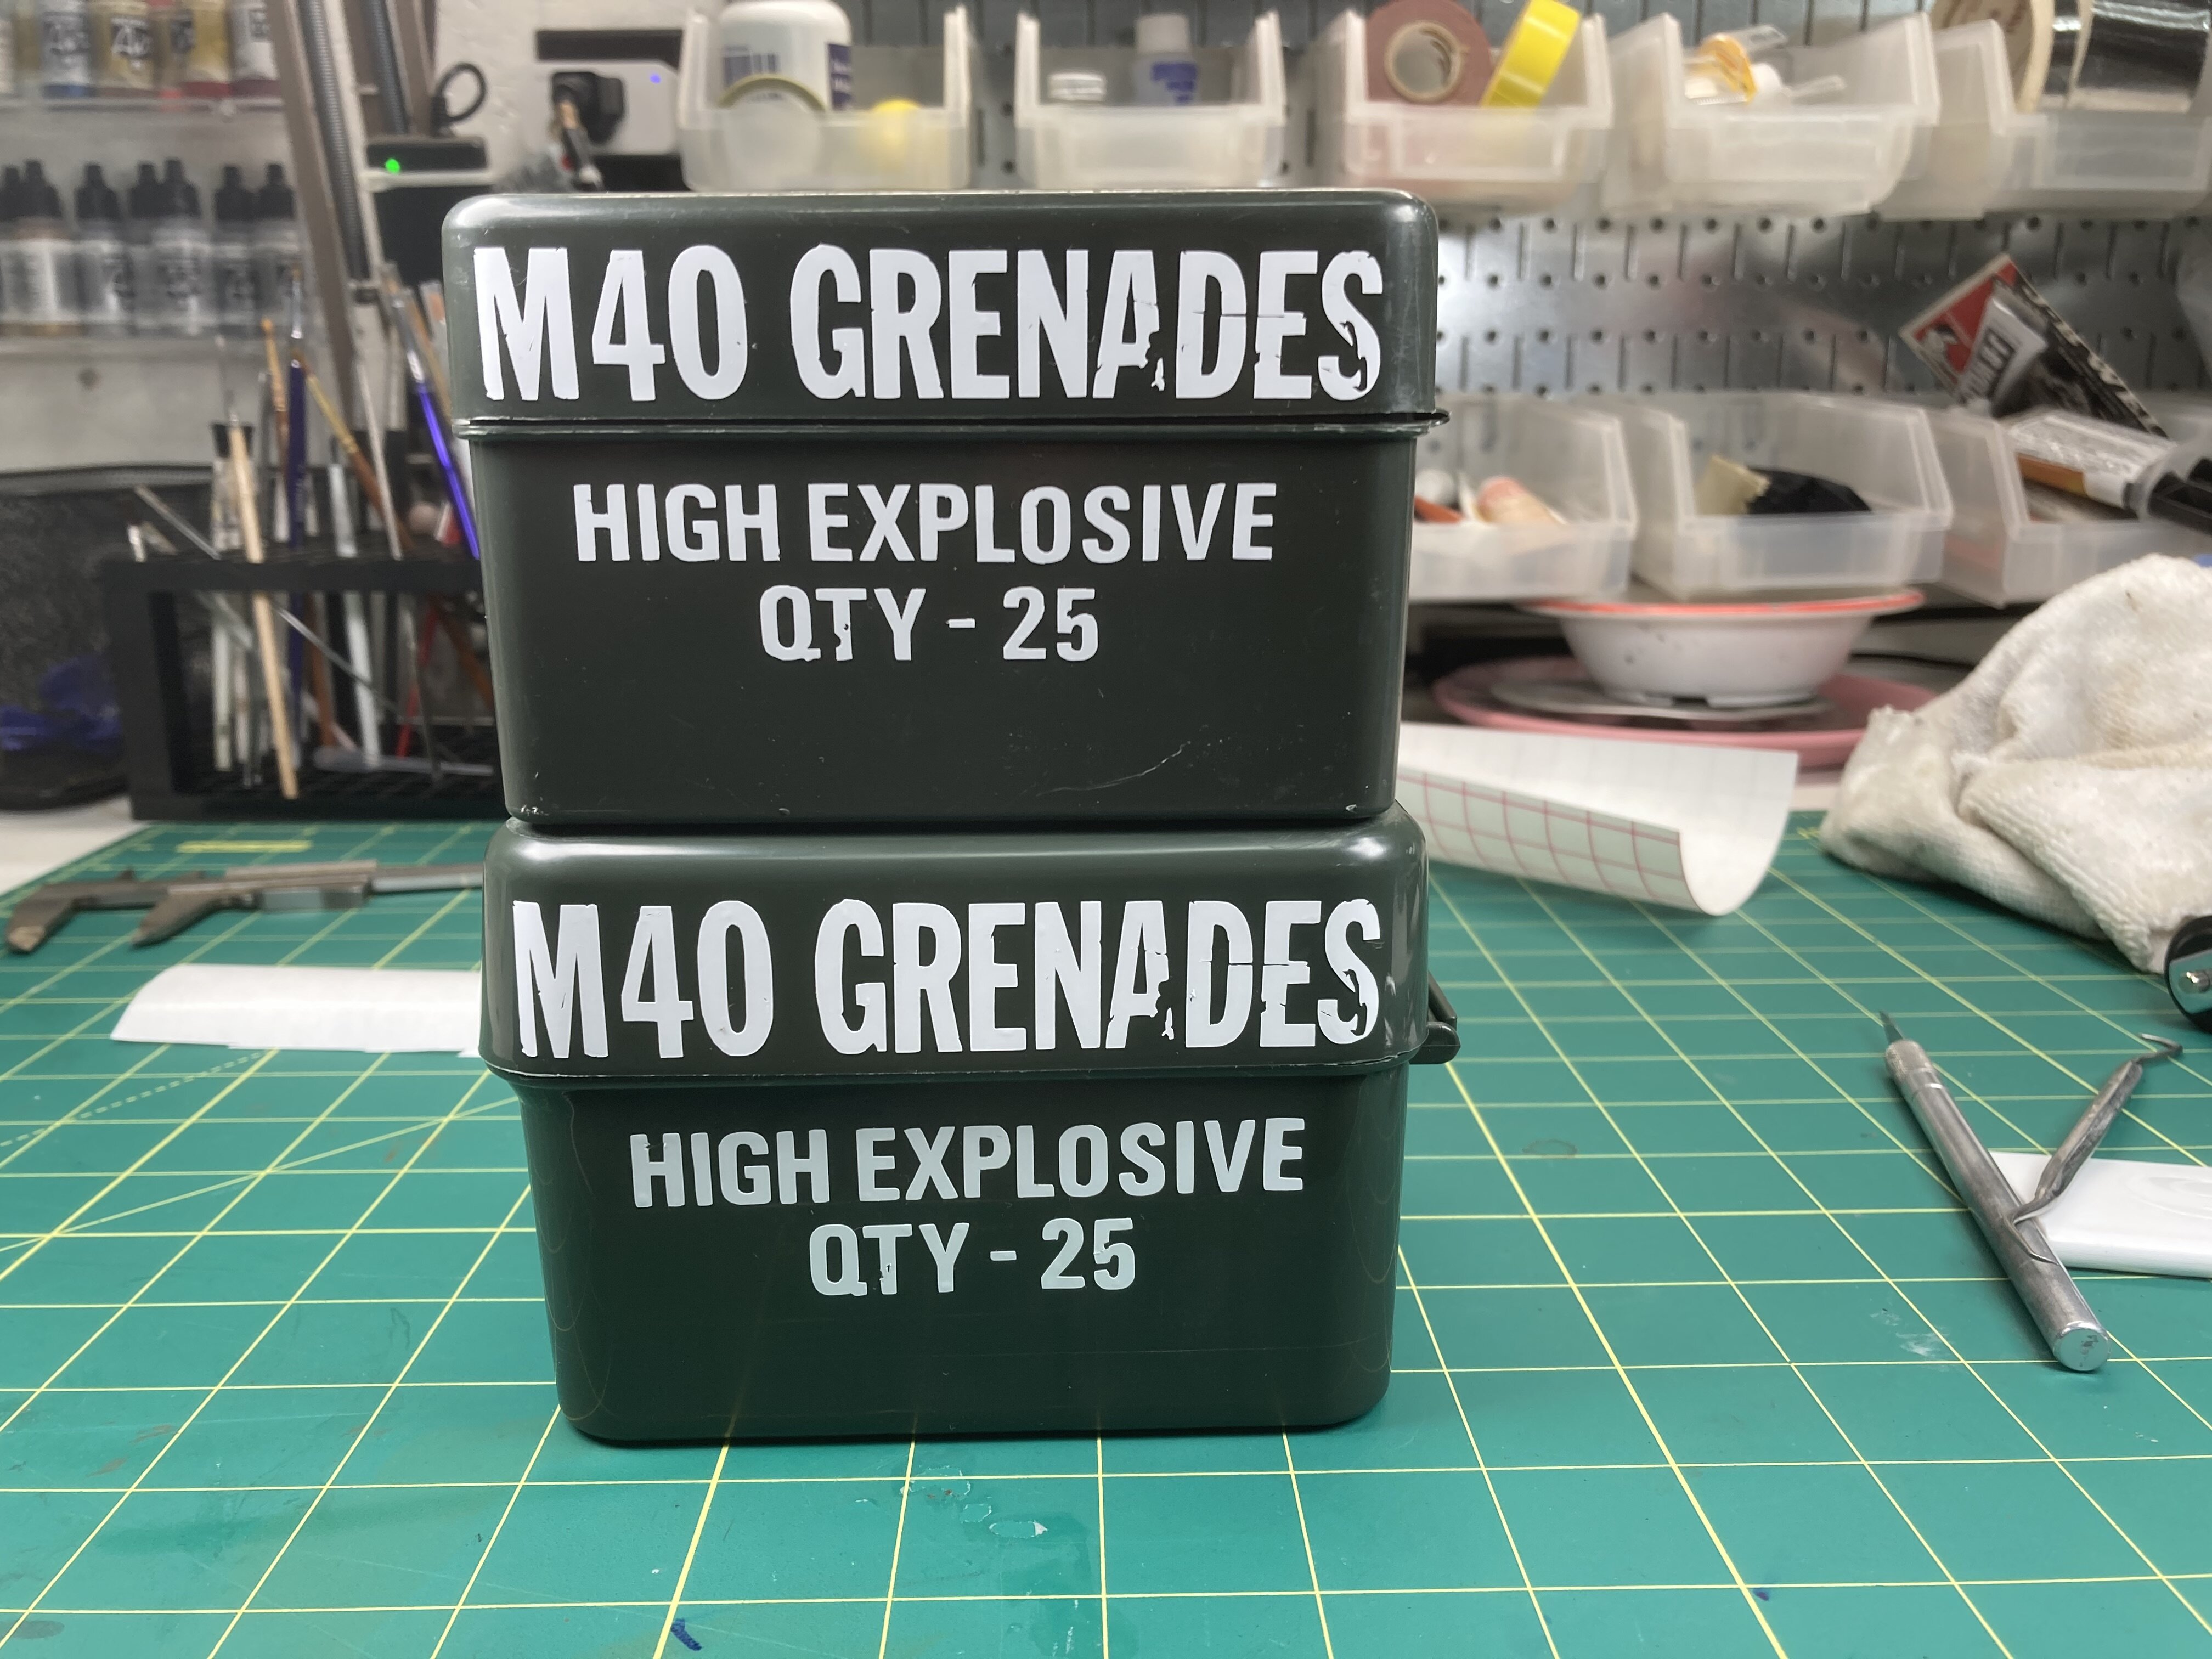 M40 GRENADES
HIGH EXPLOSIVE
QTY - 25
M40 GRENADES
HIGH EXPLOSIVE
QTY - 25